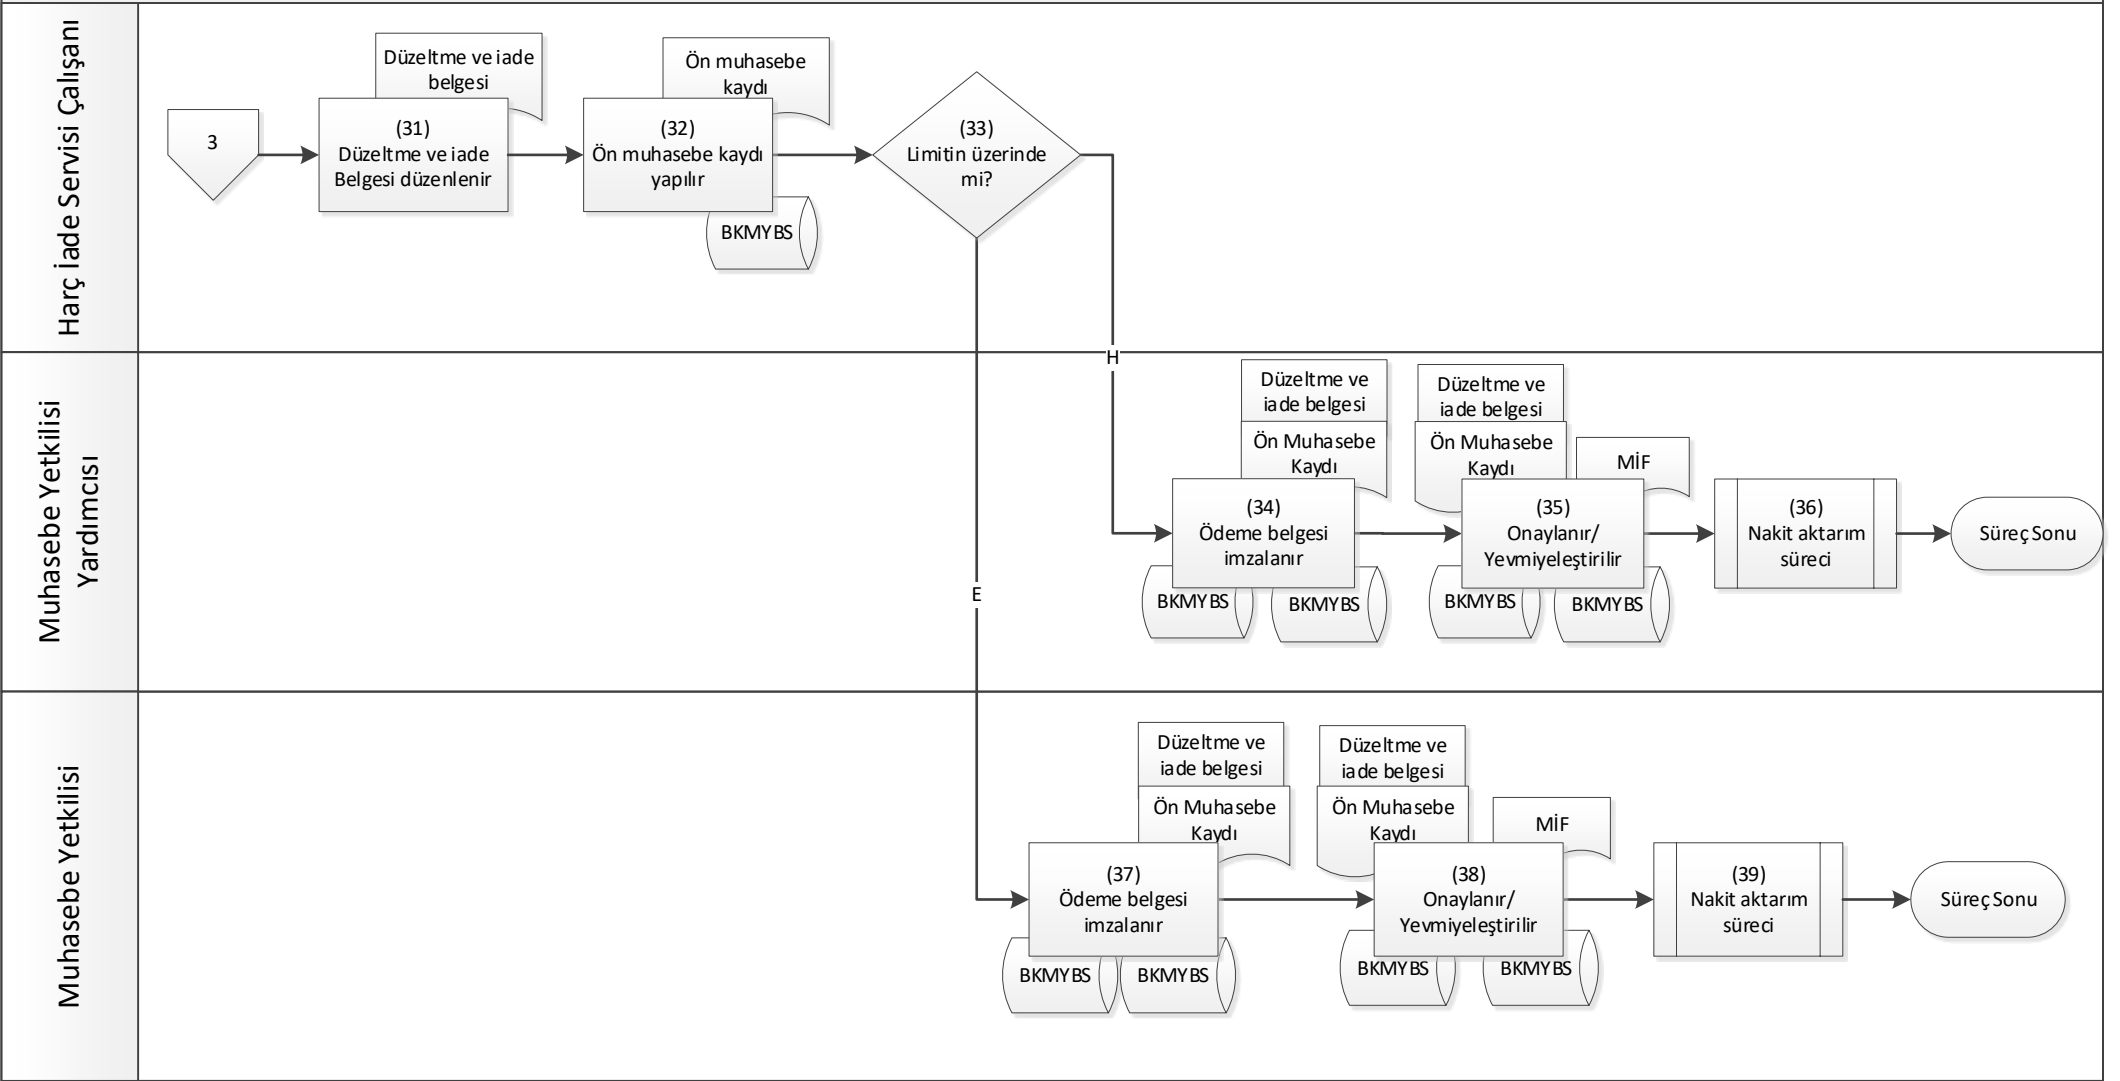 Harç İade Servisi Çalışanı
3
Düzeltme ve iade
belgesi
(31)
Düzeltme ve iade
Belgesi düzenlenir
Ön muhasebe
kaydı
(32)
Ön muhasebe kaydı
yapılır
BKMYBS
(33)
Limitin üzerinde
mi?
H
E
Muhasebe Yetkilisi
Yardımcısı
Düzeltme ve
iade belgesi
Ön Muhasebe
Kaydı
(34)
Ödeme belgesi
imzalanır
BKMYBS
BKMYBS
Düzeltme ve
iade belgesi
Ön Muhasebe
Kaydı
MİF
(35)
Onaylanır/
Yevmiyeleştirilir
BKMYBS
BKMYBS
(36)
Nakit aktarım
süreci
Süreç Sonu
Muhasebe Yetkilisi
Düzeltme ve
iade belgesi
Ön Muhasebe
Kaydı
(37)
Ödeme belgesi
imzalanır
BKMYBS
BKMYBS
Düzeltme ve
iade belgesi
Ön Muhasebe
Kaydı
MİF
(38)
Onaylanır/
Yevmiyeleştirilir
BKMYBS
BKMYBS
(39)
Nakit aktarım
süreci
Süreç Sonu